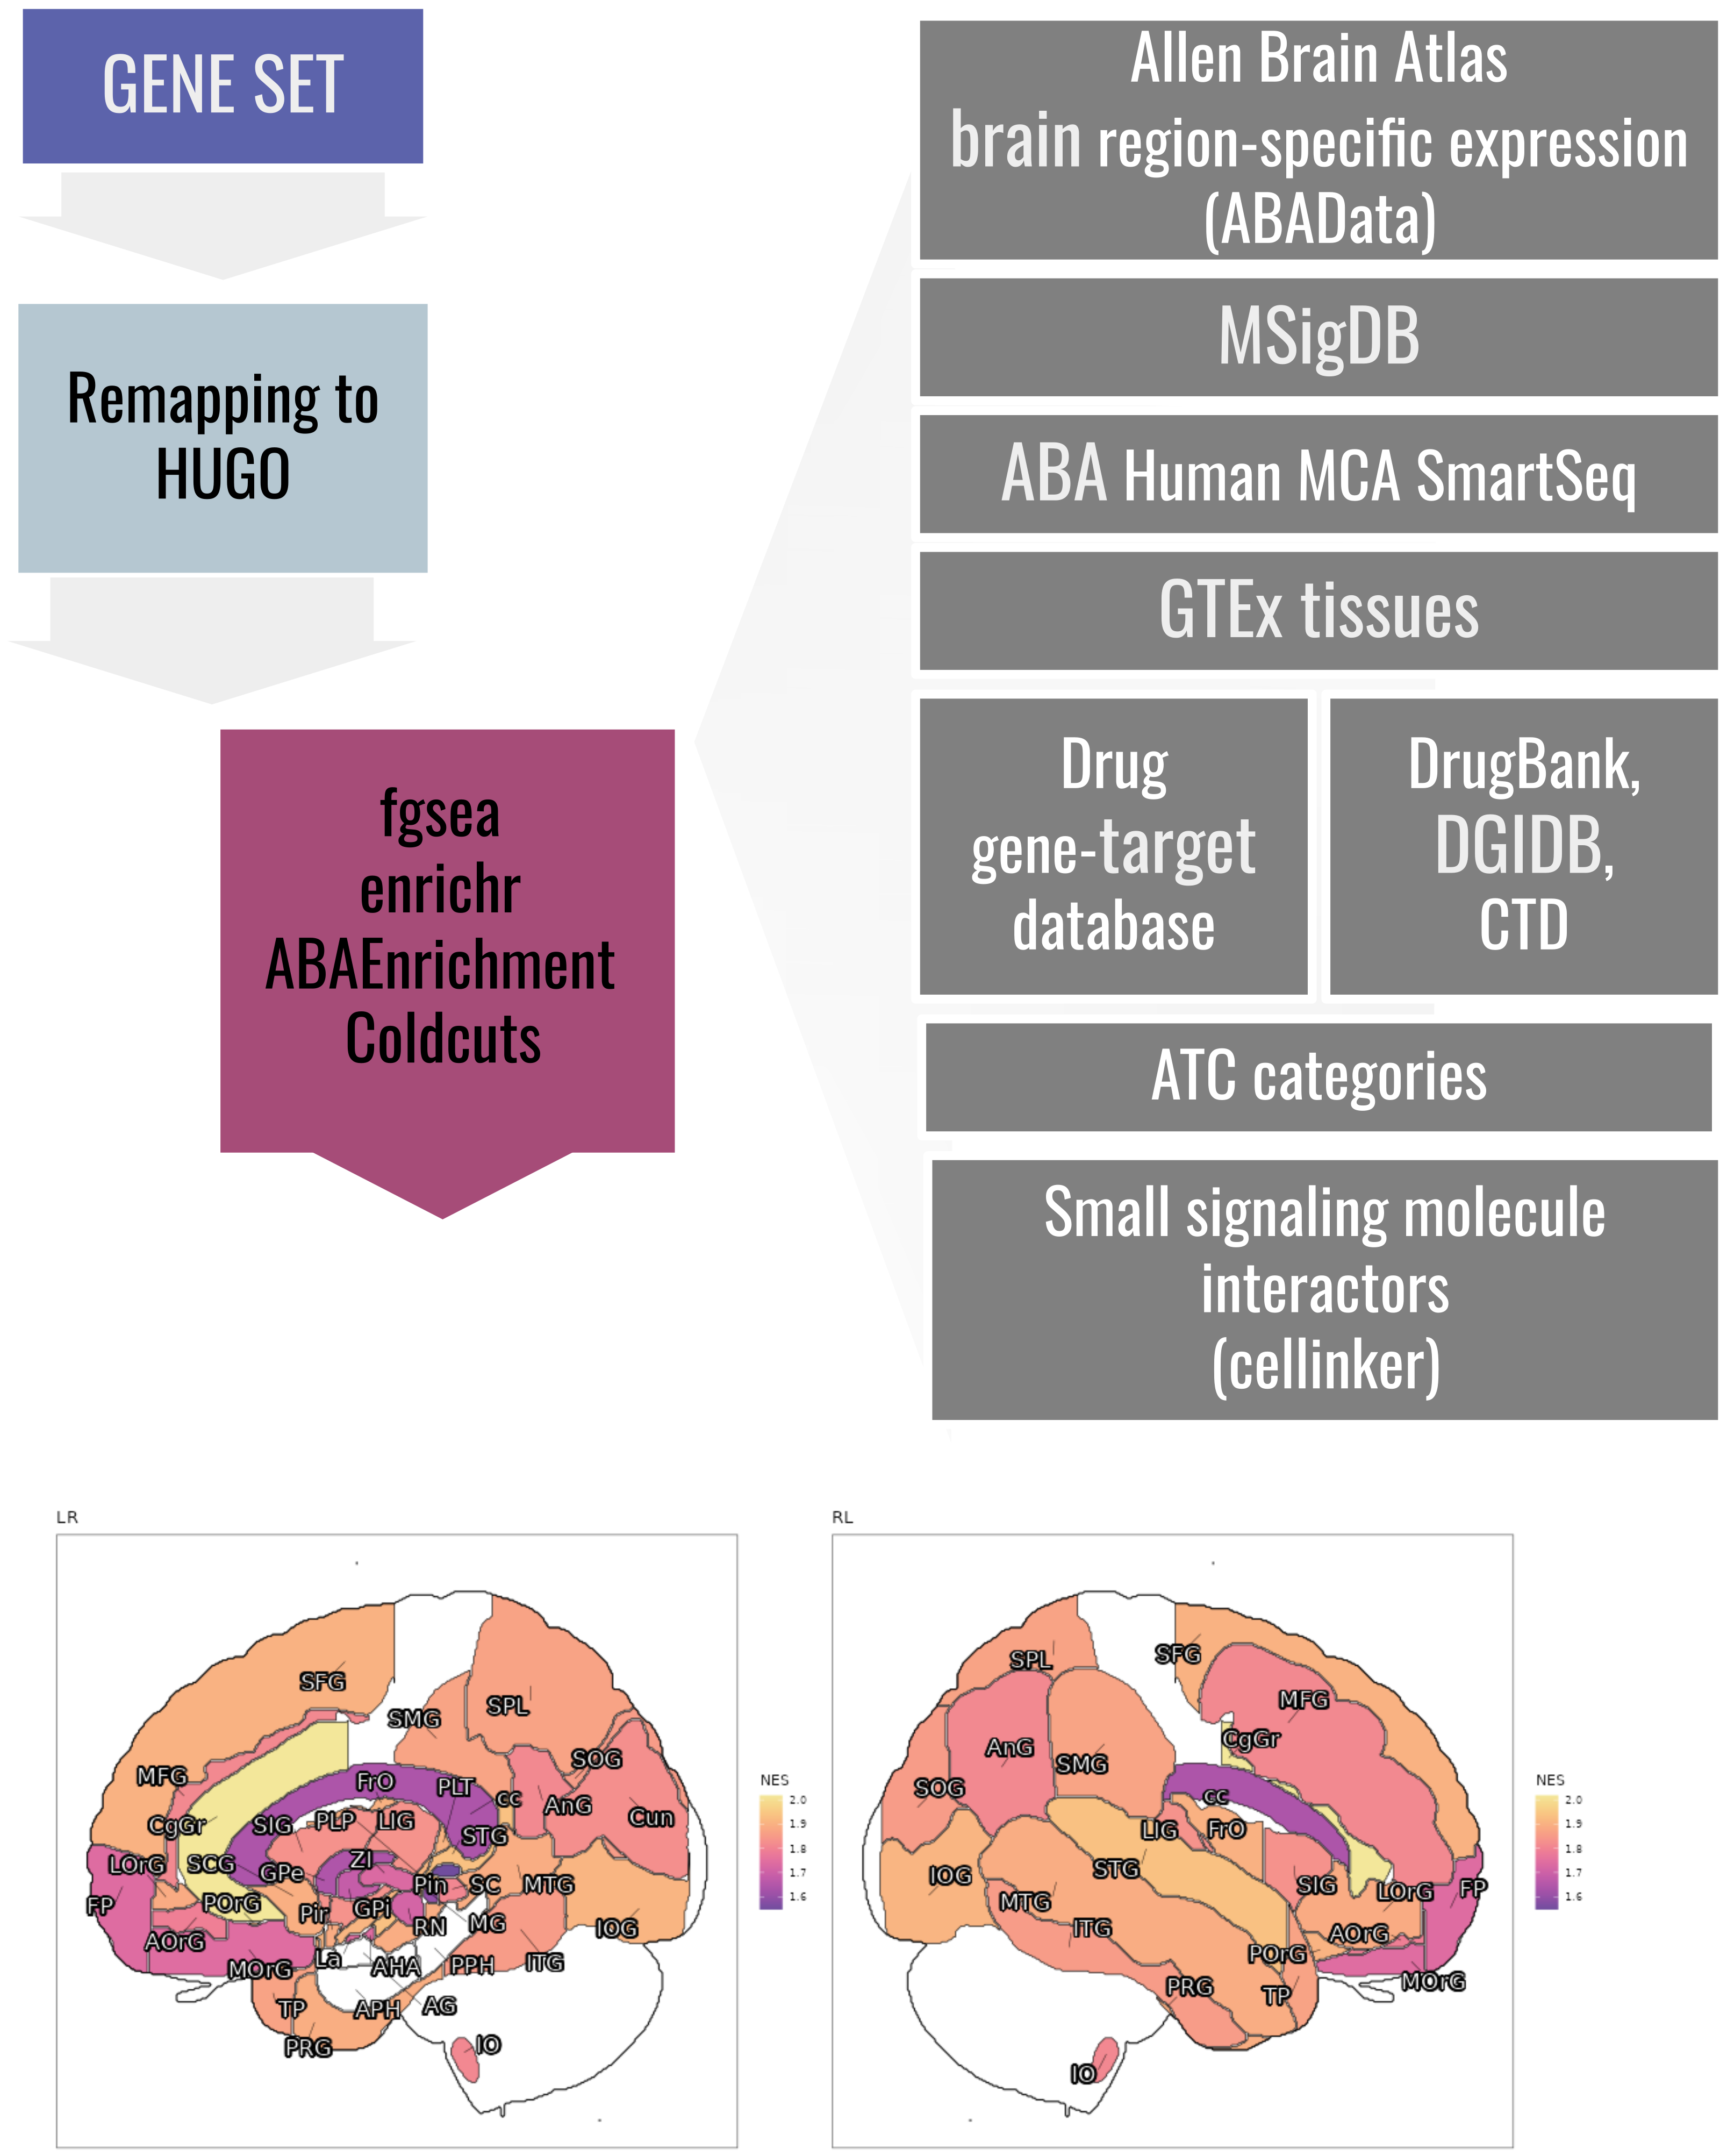 GENE SET
Remapping to
HUGO
fgsea
enrichr
ABAEnrichment
Coldcuts
Allen Brain Atlas
brain region-specific expression
(ABAData)
MSigDB
ABA Human MCA SmartSeq
GTEx tissues
Drug
gene-target
database
DrugBank,
DGIDB,
CTD
ATC categories
Small signaling molecule
interactors
(cellinker)
LR
SFG
SMG
SPL
SOG
MFG
FrO
PLT
cc
AnG
Cun
CgGr
SIG
PLP
LIG
STG
LOrG
SCG
GPe
ZI
Pin
SC
MTG
FP
POrG
Pir
GPi
RN
MG
IOG
AOrG
MOrG
La
AHA
PPH
ITG
TP
APH
AG
PRG
IO
NES
2.0
1.9
1.8
1.7
1.6
RL
SPL
SFG
MFG
CgGr
AnG
SMG
SOG
cc
LIG
FrO
STG
IOG
SIG
LOrG
FP
MTG
ITG
AOrG
POrG
PRG
TP
MOrG
IO
NES
2.0
1.9
1.8
1.7
1.6